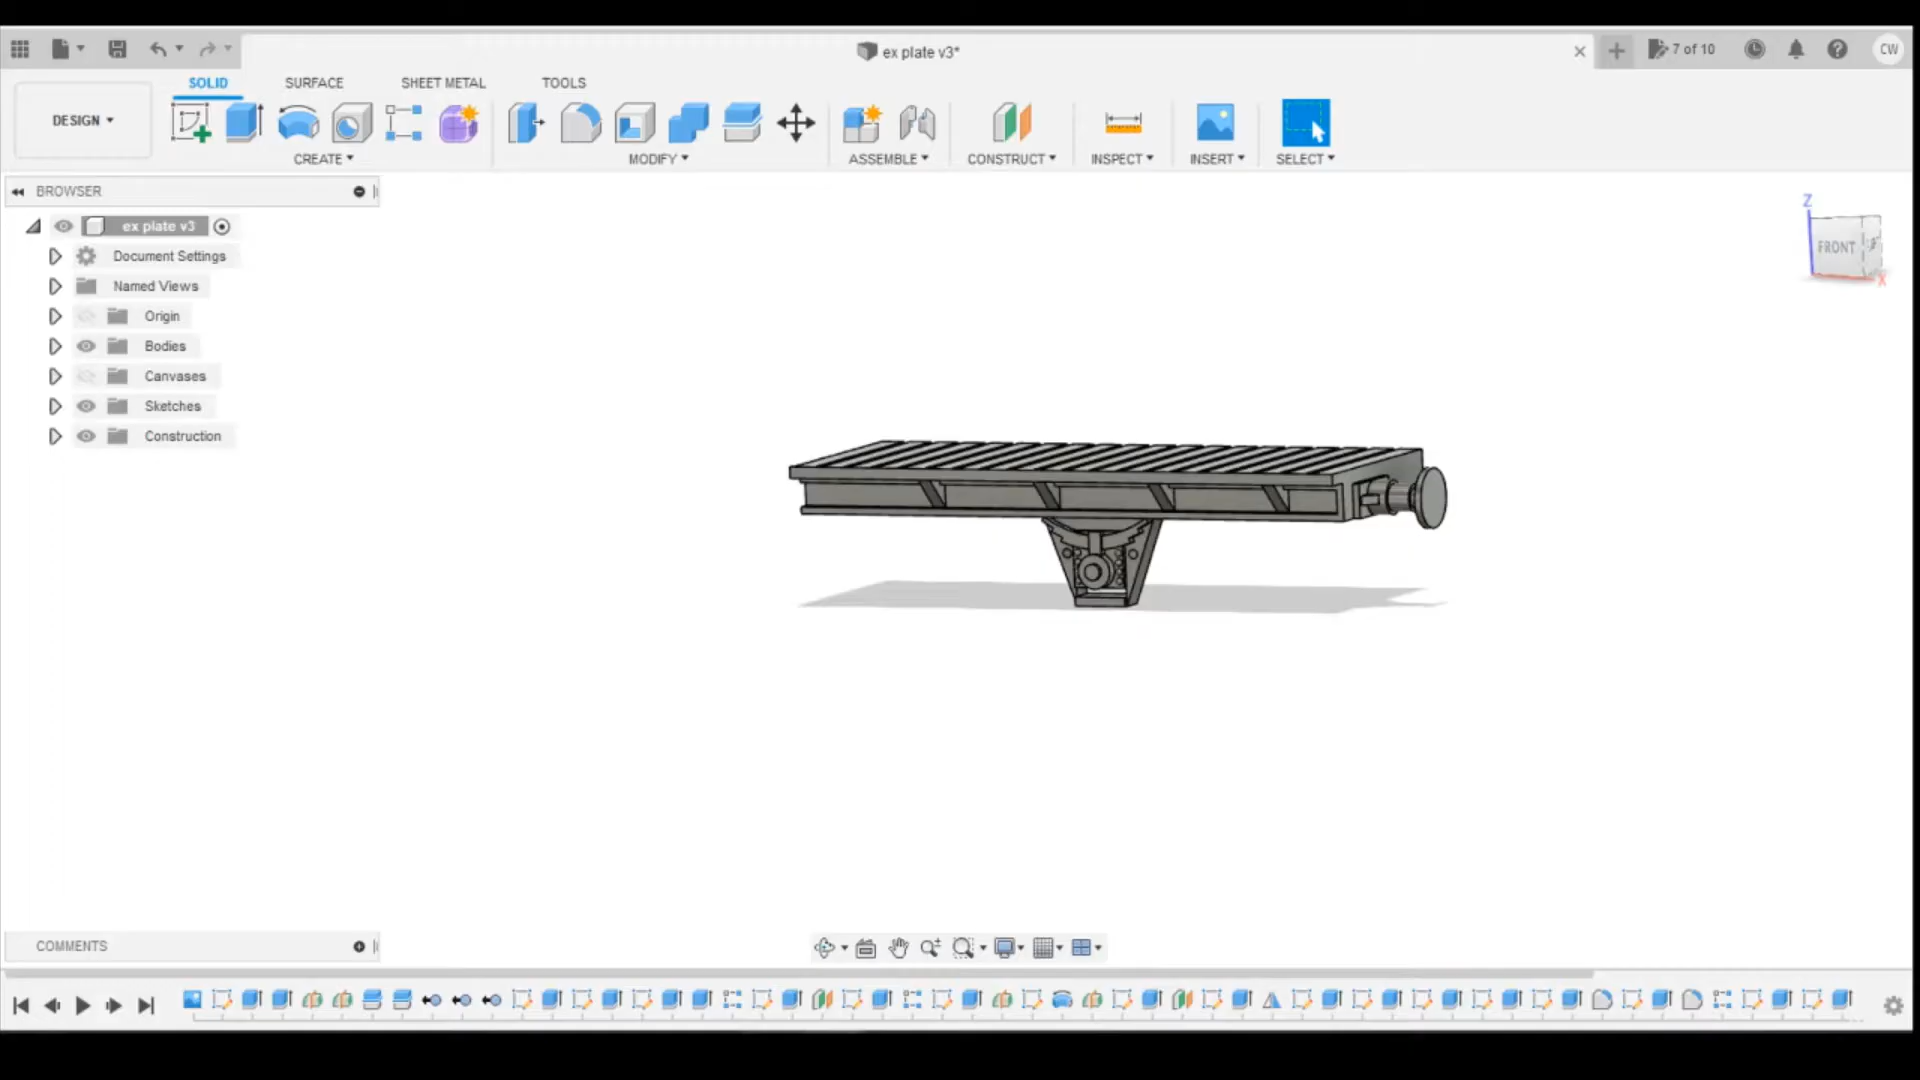 ex plate v3*
7 of 10
CW
DESIGN
SOLID
SURFACE
SHEET METAL
TOOLS
CREATE
MODIFY
ASSEMBLE
CONSTRUCT
INSPECT
INSERT
SELECT
BROWSER
ex plate v3
Document Settings
Named Views
Origin
Bodies
Canvases
Sketches
Construction
Z
FRONT
X
COMMENTS